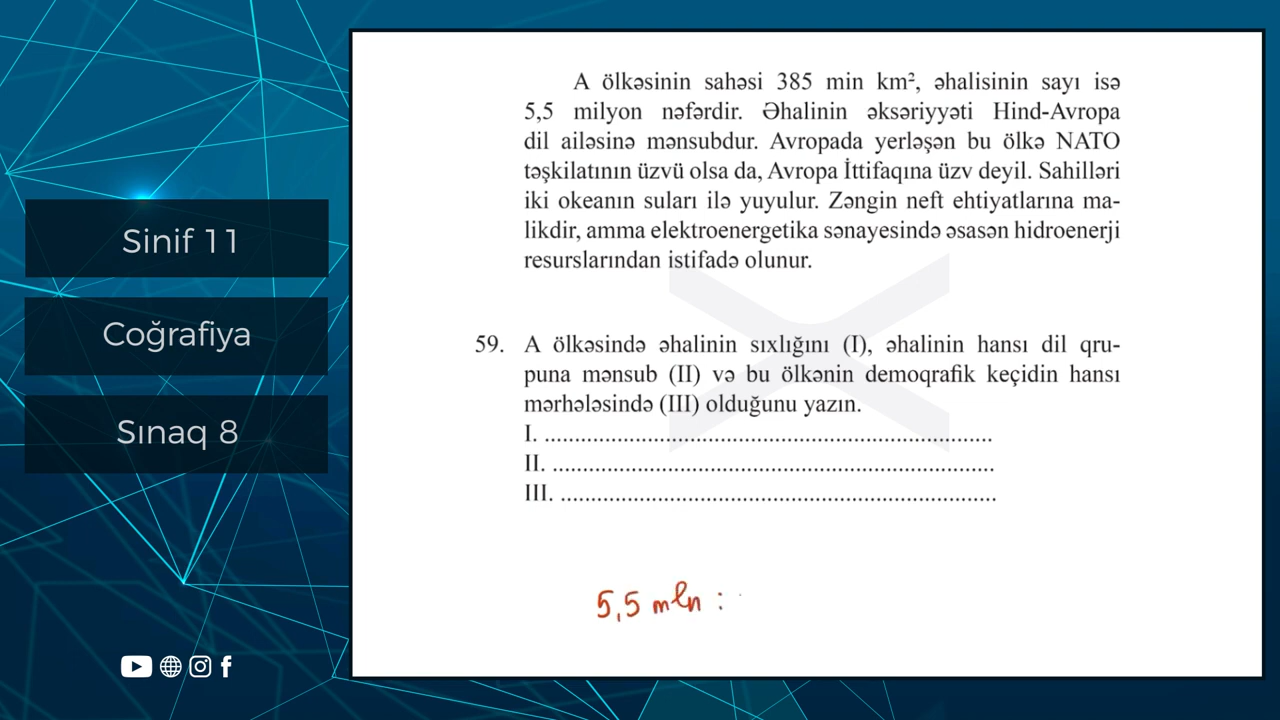 Sinif 11
Coğrafiya
Sınaq 8
A ölkəsinin sahəsi 385 min km², əhalisinin sayı isə
5,5 milyon nəfərdir. Əhalinin əksəriyyəti Hind-Avropa
dil ailəsinə mənsubdur. Avropada yerləşən bu ölkə NATO
təşkilatının üzvü olsa da, Avropa İttifaqına üzv deyil. Sahilləri
iki okeanın suları ilə yuyulur. Zəngin neft ehtiyatlarına ma-
likdir, amma elektroenergetika sənayesində əsasən hidroenerji
resurslarından istifadə olunur.
59. A ölkəsində əhalinin sıxlığını (I), əhalinin hansı dil qru-
puna mənsub (II) və bu ölkənin demoqrafik keçidin hansı
mərhələsində (III) olduğunu yazın.
I. ..........................................................................
II. .........................................................................
III. ........................................................................
5,5 mln :